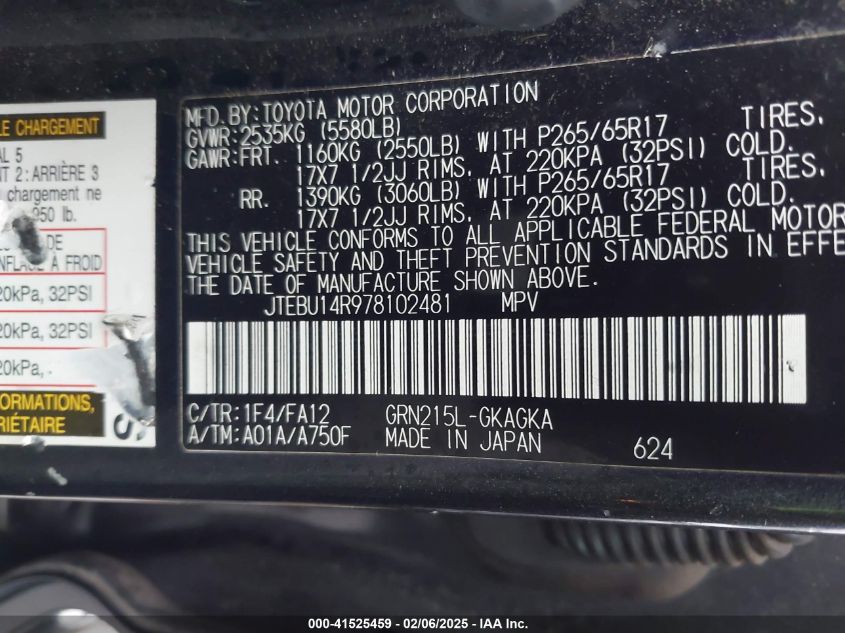 LE CHARGEMENT
AL 5
NT 2: ARRIÈRE 3
chargement ne
950 lb.
DE
NFLAGE À FROID
20kPa, 32PSI
20kPa, 32PSI
20kPa, -
FORMATIONS,
RIÉTAIRE
MFD. BY: TOYOTA MOTOR CORPORATION
GVWR: 2535KG (5580LB)
GAWR: FRT. 1160KG (2550LB) WITH P265/65R17 TIRES,
17X7 1/2JJ RIMS, AT 220KPA (32PSI) COLD.
RR. 1390KG (3060LB) WITH P265/65R17 TIRES,
17X7 1/2JJ RIMS, AT 220KPA (32PSI) COLD.
THIS VEHICLE CONFORMS TO ALL APPLICABLE FEDERAL MOTOR
VEHICLE SAFETY AND THEFT PREVENTION STANDARDS IN EFFE
THE DATE OF MANUFACTURE SHOWN ABOVE.
JTEBU14R978102481 MPV
C/TR: 1F4/FA12 GRN215L-GKAGKA
A/TM: A01A/A750F MADE IN JAPAN 624
000-41525459 - 02/06/2025 - IAA Inc.